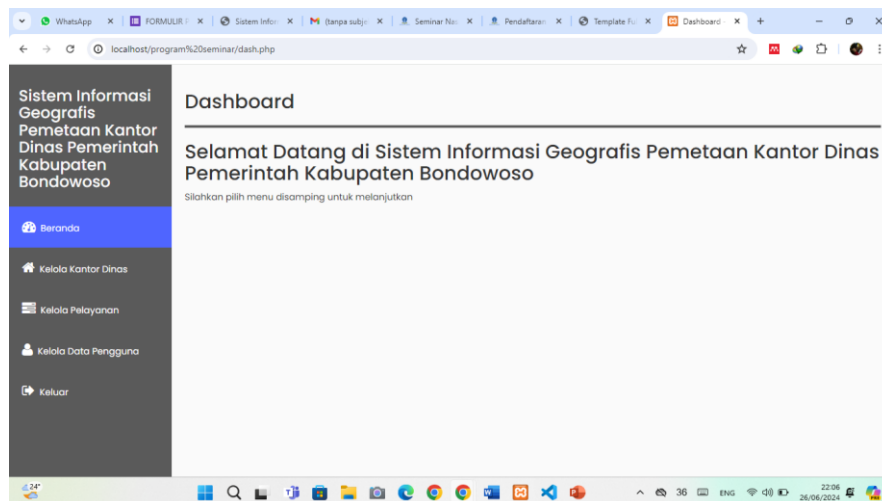 WhatsApp
FORMULIR P
Sistem Infor
(tanpa subje
Seminar Nas
Pendaftaran
Template Fu
Dashboard -
localhost/program%20seminar/dash.php
Sistem Informasi
Geografis
Pemetaan Kantor
Dinas Pemerintah
Kabupaten
Bondowoso
Beranda
Kelola Kantor Dinas
Kelola Pelayanan
Kelola Data Pengguna
Keluar
Dashboard
Selamat Datang di Sistem Informasi Geografis Pemetaan Kantor Dinas
Pemerintah Kabupaten Bondowoso
Silahkan pilih menu disamping untuk melanjutkan
24°
36
ENG
22:06
26/06/2024